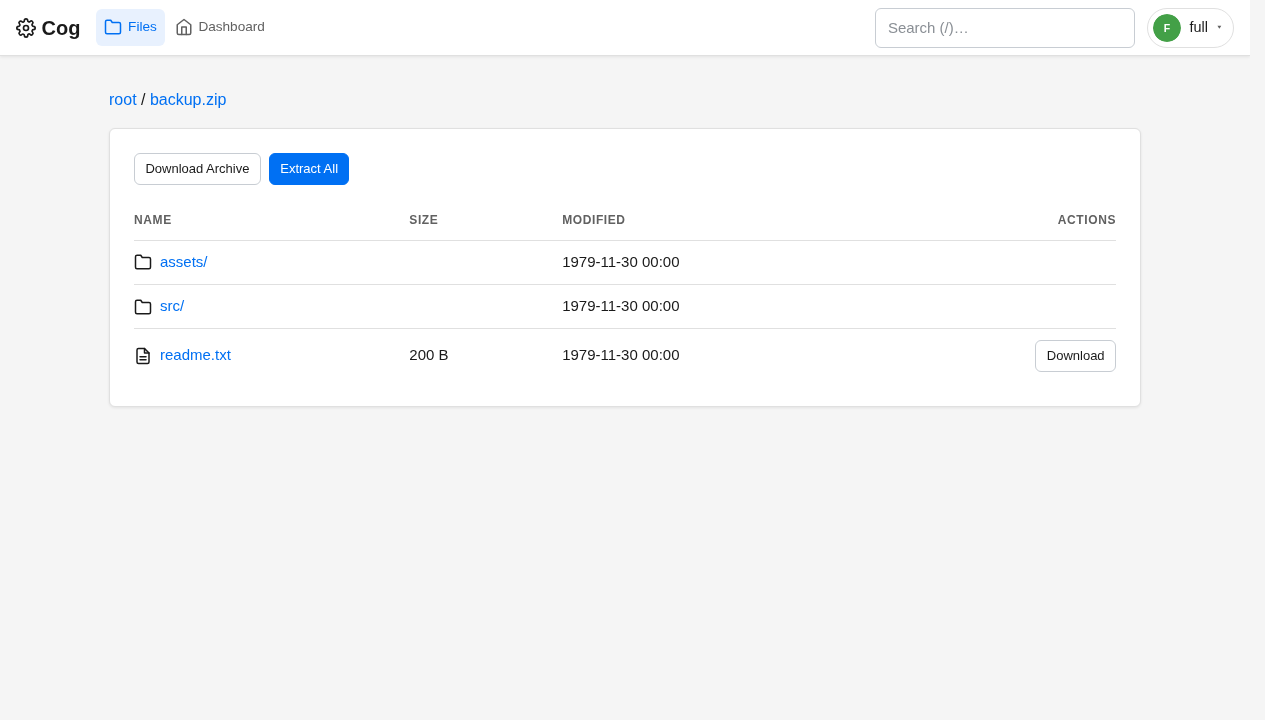 Cog Files Dashboard Search (/)… F full
root / backup.zip
Download Archive Extract All
NAME SIZE MODIFIED ACTIONS
assets/ 1979-11-30 00:00
src/ 1979-11-30 00:00
readme.txt 200 B 1979-11-30 00:00 Download